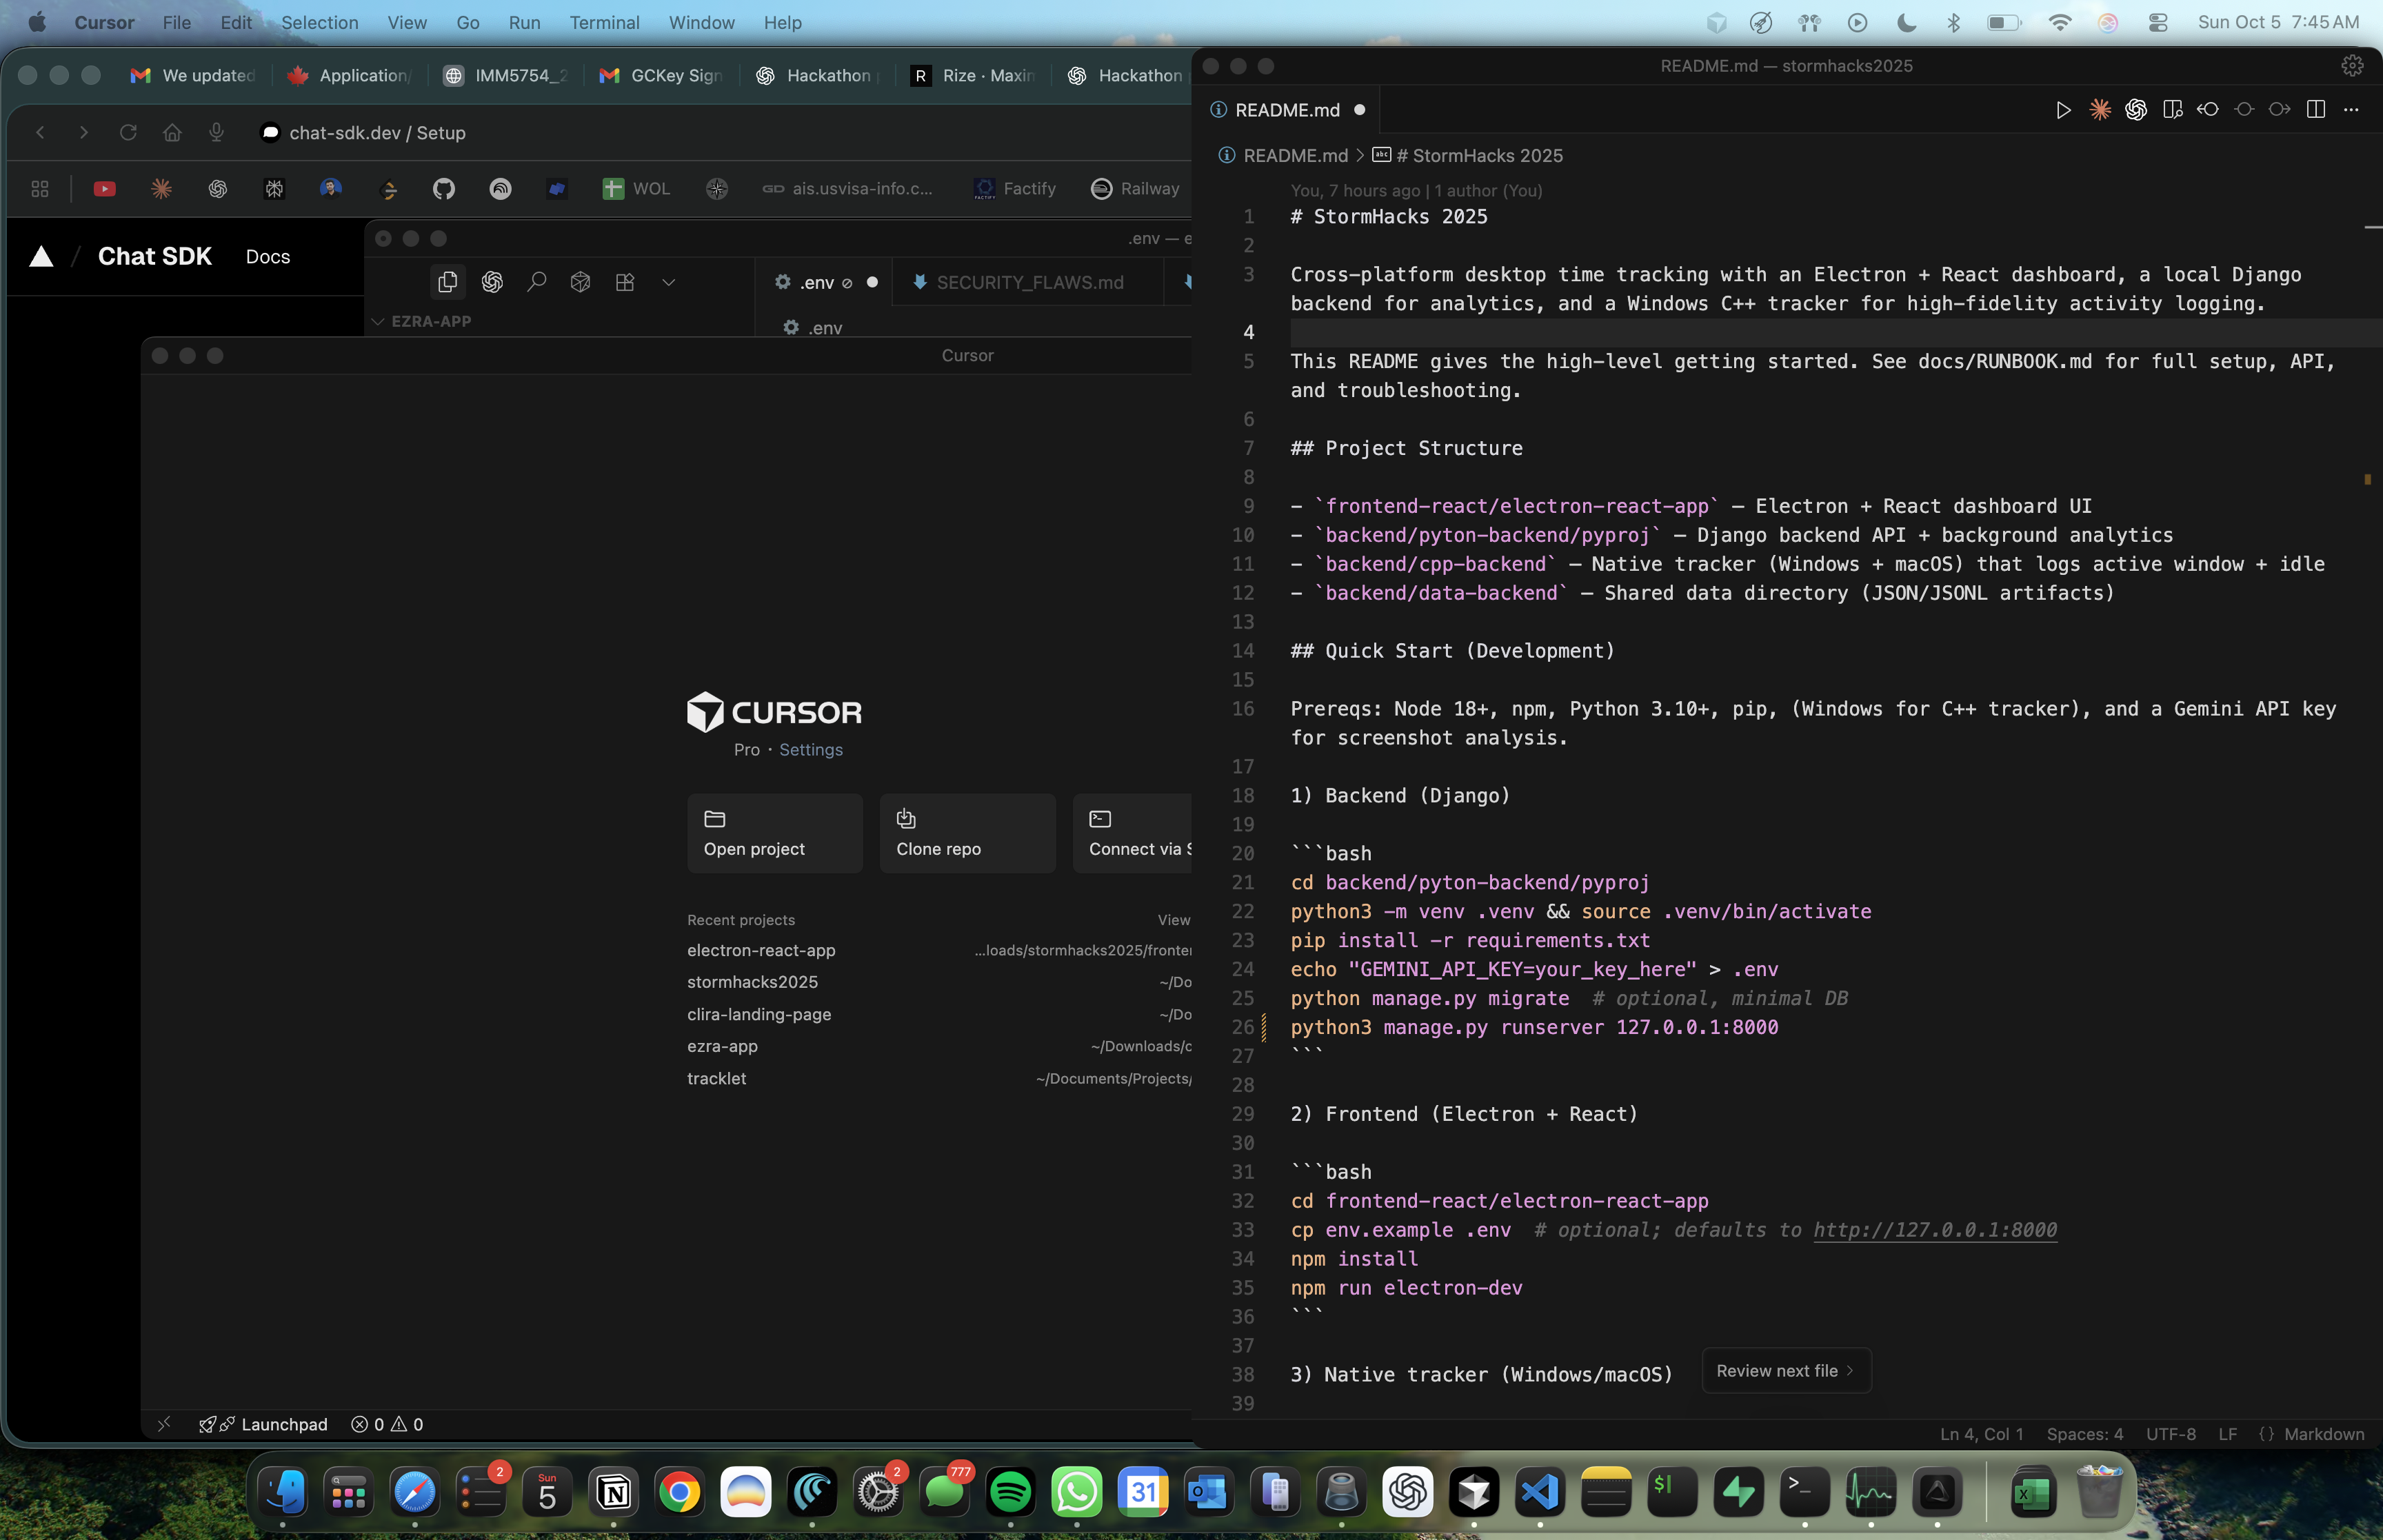 Cursor File Edit Selection View Go Run Terminal Window Help Sun Oct 5 7:45 AM
We updated Application/ IMM5754_2 GCKey Sign Hackathon Rize · Maxin Hackathon
chat-sdk.dev / Setup
WOL ais.usvisa-info.c... Factify Railway
Chat SDK Docs
.env — e
.env SECURITY_FLAWS.md
EZRA-APP
.env
Cursor
CURSOR
Pro · Settings
Open project Clone repo Connect via S
Recent projects View
electron-react-app ...loads/stormhacks2025/fronte
stormhacks2025 ~/Do
clira-landing-page ~/Do
ezra-app ~/Downloads/c
tracklet ~/Documents/Projects/
Launchpad 0 0
README.md — stormhacks2025
README.md
README.md > # StormHacks 2025
You, 7 hours ago | 1 author (You)
1 # StormHacks 2025
2
3 Cross-platform desktop time tracking with an Electron + React dashboard, a local Django
backend for analytics, and a Windows C++ tracker for high-fidelity activity logging.
4
5 This README gives the high-level getting started. See docs/RUNBOOK.md for full setup, API,
and troubleshooting.
6
7 ## Project Structure
8
9 - `frontend-react/electron-react-app` — Electron + React dashboard UI
10 - `backend/pyton-backend/pyproj` — Django backend API + background analytics
11 - `backend/cpp-backend` — Native tracker (Windows + macOS) that logs active window + idle
12 - `backend/data-backend` — Shared data directory (JSON/JSONL artifacts)
13
14 ## Quick Start (Development)
15
16 Prereqs: Node 18+, npm, Python 3.10+, pip, (Windows for C++ tracker), and a Gemini API key
for screenshot analysis.
17
18 1) Backend (Django)
19
20 ```bash
21 cd backend/pyton-backend/pyproj
22 python3 -m venv .venv && source .venv/bin/activate
23 pip install -r requirements.txt
24 echo "GEMINI_API_KEY=your_key_here" > .env
25 python manage.py migrate  # optional, minimal DB
26 python3 manage.py runserver 127.0.0.1:8000
27 ```
28
29 2) Frontend (Electron + React)
30
31 ```bash
32 cd frontend-react/electron-react-app
33 cp env.example .env  # optional; defaults to http://127.0.0.1:8000
34 npm install
35 npm run electron-dev
36 ```
37
38 3) Native tracker (Windows/macOS)
39
Review next file
Ln 4, Col 1 Spaces: 4 UTF-8 LF {} Markdown
2 Sun 5 2 777 31 $